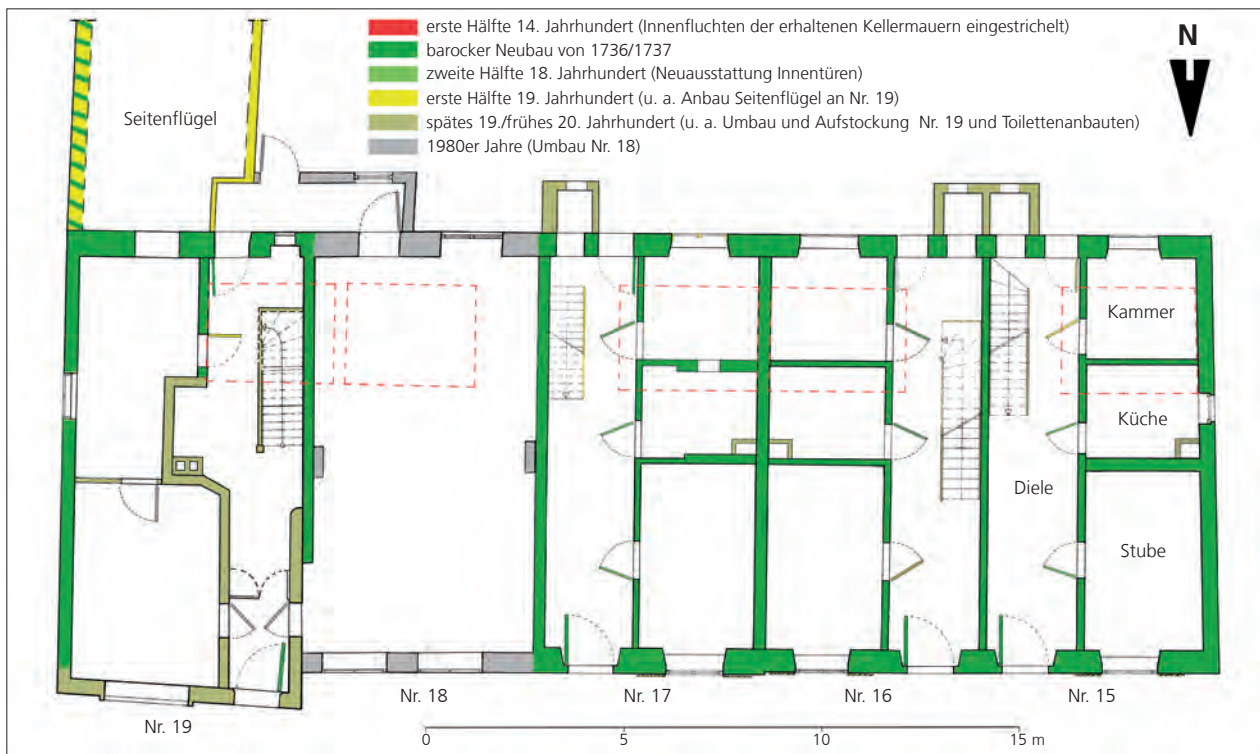 erste Hälfte 14. Jahrhundert (Innenfluchten der erhaltenen Kellermauern eingestrichelt)
barocker Neubau von 1736/1737
zweite Hälfte 18. Jahrhundert (Neuausstattung Innentüren)
erste Hälfte 19. Jahrhundert (u. a. Anbau Seitenflügel an Nr. 19)
spätes 19./frühes 20. Jahrhundert (u. a. Umbau und Aufstockung Nr. 19 und Toilettenanbauten)
1980er Jahre (Umbau Nr. 18)
N
Seitenflügel
Kammer
Küche
Diele
Stube
Nr. 19
Nr. 18
Nr. 17
Nr. 16
Nr. 15
0 5 10 15 m